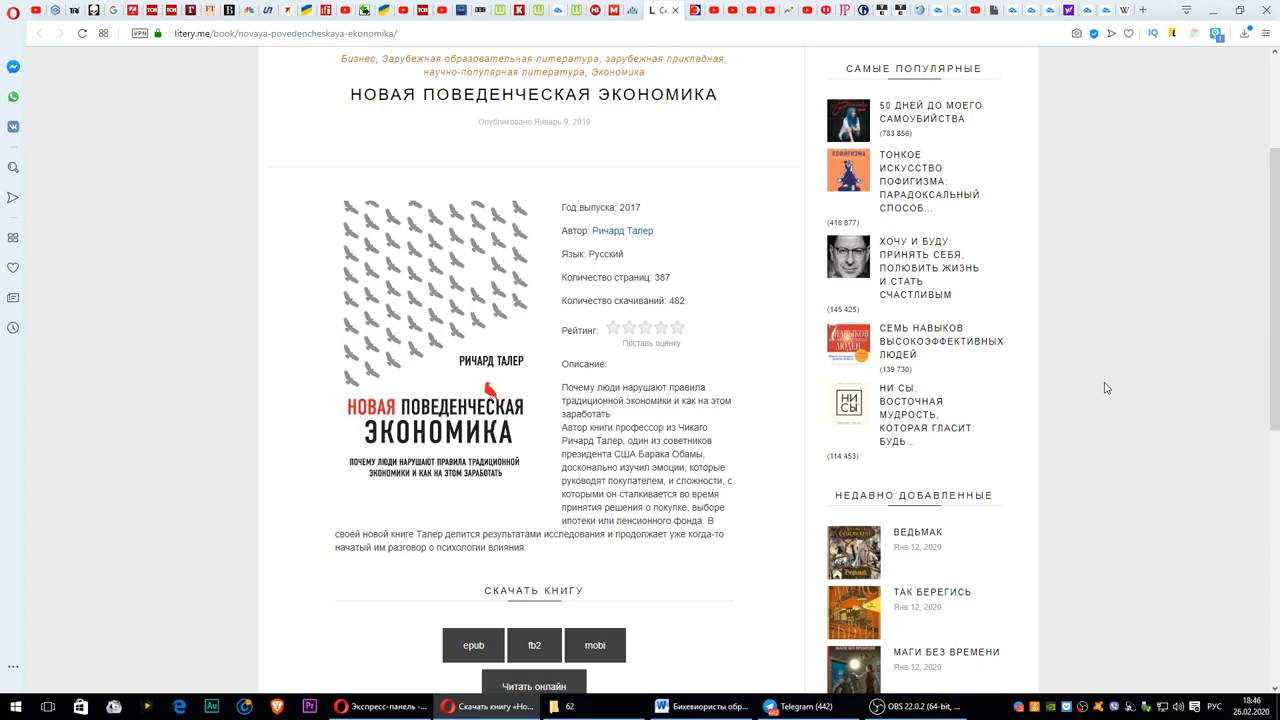 litery.me/book/novaya-povedencheskaya-ekonomika/
VPN
IQ
Бизнес, Зарубежная образовательная литература, зарубежная прикладная,
научно-популярная литература, Экономика
НОВАЯ ПОВЕДЕНЧЕСКАЯ ЭКОНОМИКА
Опубликовано Январь 9, 2019
РИЧАРД ТАЛЕР
НОВАЯ ПОВЕДЕНЧЕСКАЯ
ЭКОНОМИКА
ПОЧЕМУ ЛЮДИ НАРУШАЮТ ПРАВИЛА ТРАДИЦИОННОЙ
ЭКОНОМИКИ И КАК НА ЭТОМ ЗАРАБОТАТЬ
Год выпуска: 2017
Автор: Ричард Талер
Язык: Русский
Количество страниц: 387
Количество скачиваний: 482
Рейтинг:
Поставь оценку
Описание:
Почему люди нарушают правила
традиционной экономики и как на этом
заработать
Автор книги профессор из Чикаго
Ричард Талер, один из советников
президента США Барака Обамы,
досконально изучил эмоции, которые
руководят покупателем, и сложности, с
которыми он сталкивается во время
принятия решения о покупке, выборе
ипотеки или пенсионного фонда. В
своей новой книге Талер делится результатами исследования и продолжает уже когда-то
начатый им разговор о психологии влияния.
СКАЧАТЬ КНИГУ
epub fb2 mobi
Читать онлайн
САМЫЕ ПОПУЛЯРНЫЕ
50 ДНЕЙ ДО МОЕГО
САМОУБИЙСТВА
(783 856)
ПОФИГИЗМА
ТОНКОЕ
ИСКУССТВО
ПОФИГИЗМА:
ПАРАДОКСАЛЬНЫЙ
СПОСОБ...
(418 877)
ХОЧУ И БУДУ:
ПРИНЯТЬ СЕБЯ,
ПОЛЮБИТЬ ЖИЗНЬ
И СТАТЬ
СЧАСТЛИВЫМ
(145 425)
СЕМЬ НАВЫКОВ
ВЫСОКОЭФФЕКТИВНЫХ
ЛЮДЕЙ
(139 730)
НИ
СЫ
НИ СЫ.
ВОСТОЧНАЯ
МУДРОСТЬ,
КОТОРАЯ ГЛАСИТ:
БУДЬ...
(114 453)
НЕДАВНО ДОБАВЛЕННЫЕ
ВЕДЬМАК
Янв 12, 2020
ТАК БЕРЕГИСЬ
Янв 12, 2020
МАГИ БЕЗ ВРЕМЕНИ
Янв 12, 2020
Экспресс-панель -...
Скачать книгу «Но...
62
Бихевиористы обр...
Telegram (442)
OBS 22.0.2 (64-bit, ...
РУС
18:46
26.02.2020